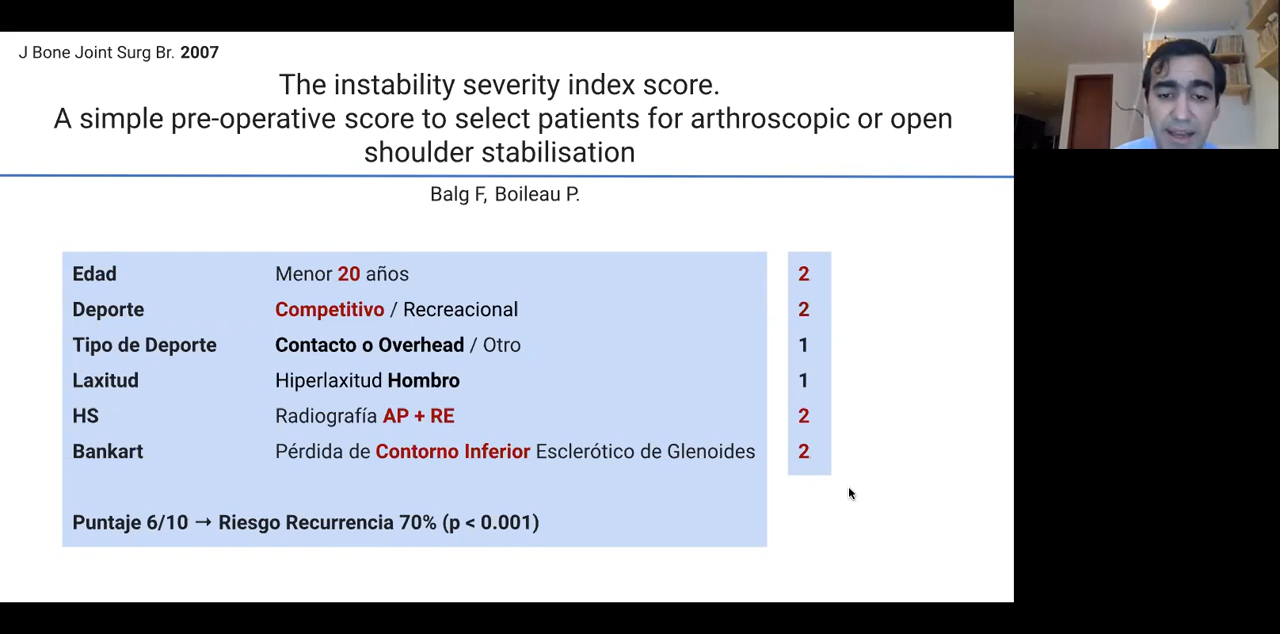 J Bone Joint Surg Br. 2007
The instability severity index score.
A simple pre-operative score to select patients for arthroscopic or open
shoulder stabilisation
Balg F, Boileau P.
Edad Menor 20 años 2
Deporte Competitivo / Recreacional 2
Tipo de Deporte Contacto o Overhead / Otro 1
Laxitud Hiperlaxitud Hombro 1
HS Radiografía AP + RE 2
Bankart Pérdida de Contorno Inferior Esclerótico de Glenoides 2
Puntaje 6/10 → Riesgo Recurrencia 70% (p < 0.001)